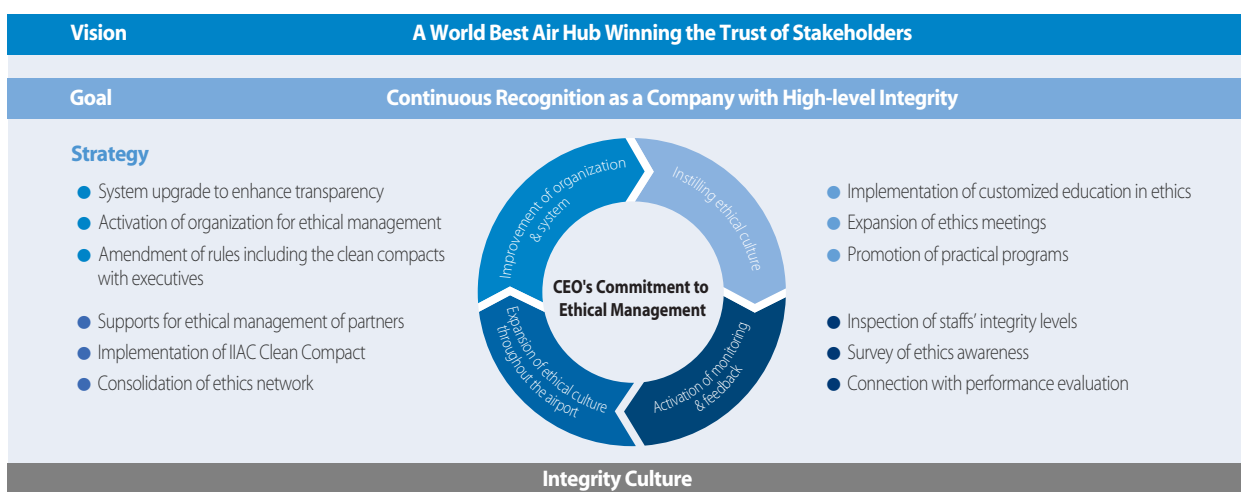 Vision
A World Best Air Hub Winning the Trust of Stakeholders
Goal
Continuous Recognition as a Company with High-level Integrity
Strategy
System upgrade to enhance transparency
Activation of organization for ethical management
Amendment of rules including the clean compacts
with executives
Supports for ethical management of partners
Implementation of IIAC Clean Compact
Consolidation of ethics network
Improvement of organization
& system
Instilling ethical culture
CEO's Commitment to
Ethical Management
Expansion of ethical culture
throughout the airport
Activation of monitoring
& feedback
Implementation of customized education in ethics
Expansion of ethics meetings
Promotion of practical programs
Inspection of staffs’ integrity levels
Survey of ethics awareness
Connection with performance evaluation
Integrity Culture